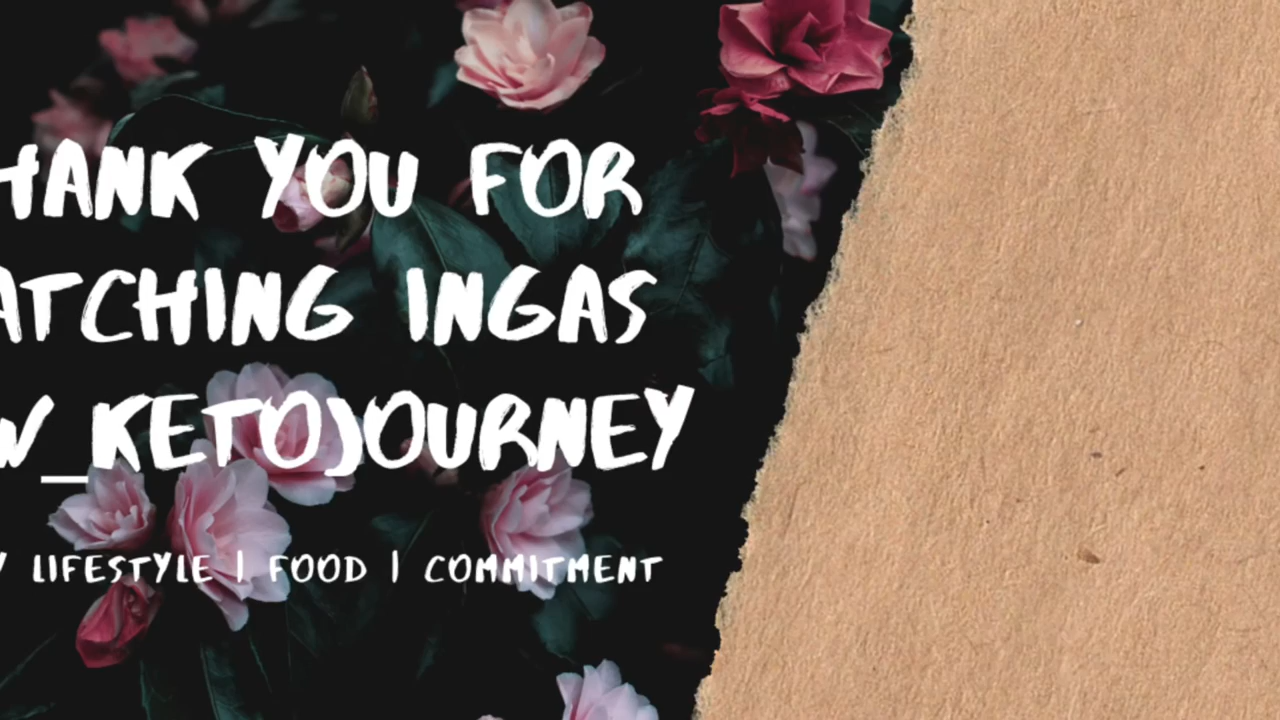 HANK YOU FOR
ATCHING INGAS
W_KETOJOURNEY
Y LIFESTYLE | FOOD | COMMITMENT